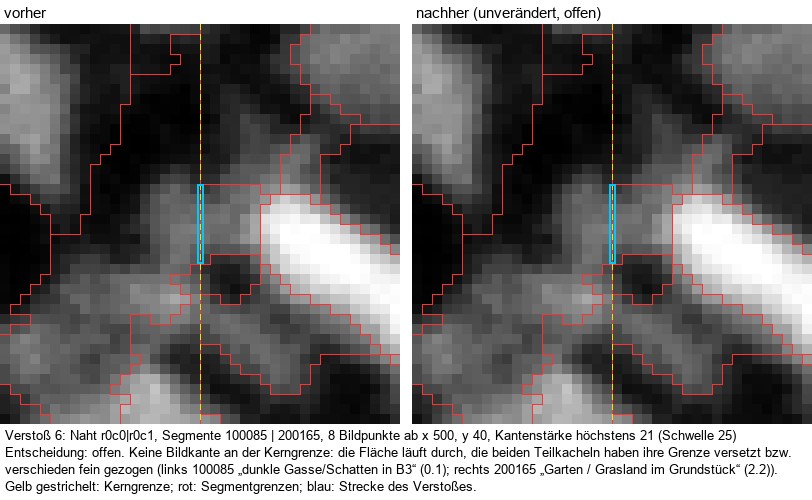 vorher
nachher (unverändert, offen)
Verstoß 6: Naht r0c0|r0c1, Segmente 100085 | 200165, 8 Bildpunkte ab x 500, y 40, Kantenstärke höchstens 21 (Schwelle 25)
Entscheidung: offen. Keine Bildkante an der Kerngrenze: die Fläche läuft durch, die beiden Teilkacheln haben ihre Grenze versetzt bzw.
verschieden fein gezogen (links 100085 „dunkle Gasse/Schatten in B3“ (0.1); rechts 200165 „Garten / Grasland im Grundstück“ (2.2)).
Gelb gestrichelt: Kerngrenze; rot: Segmentgrenzen; blau: Strecke des Verstoßes.